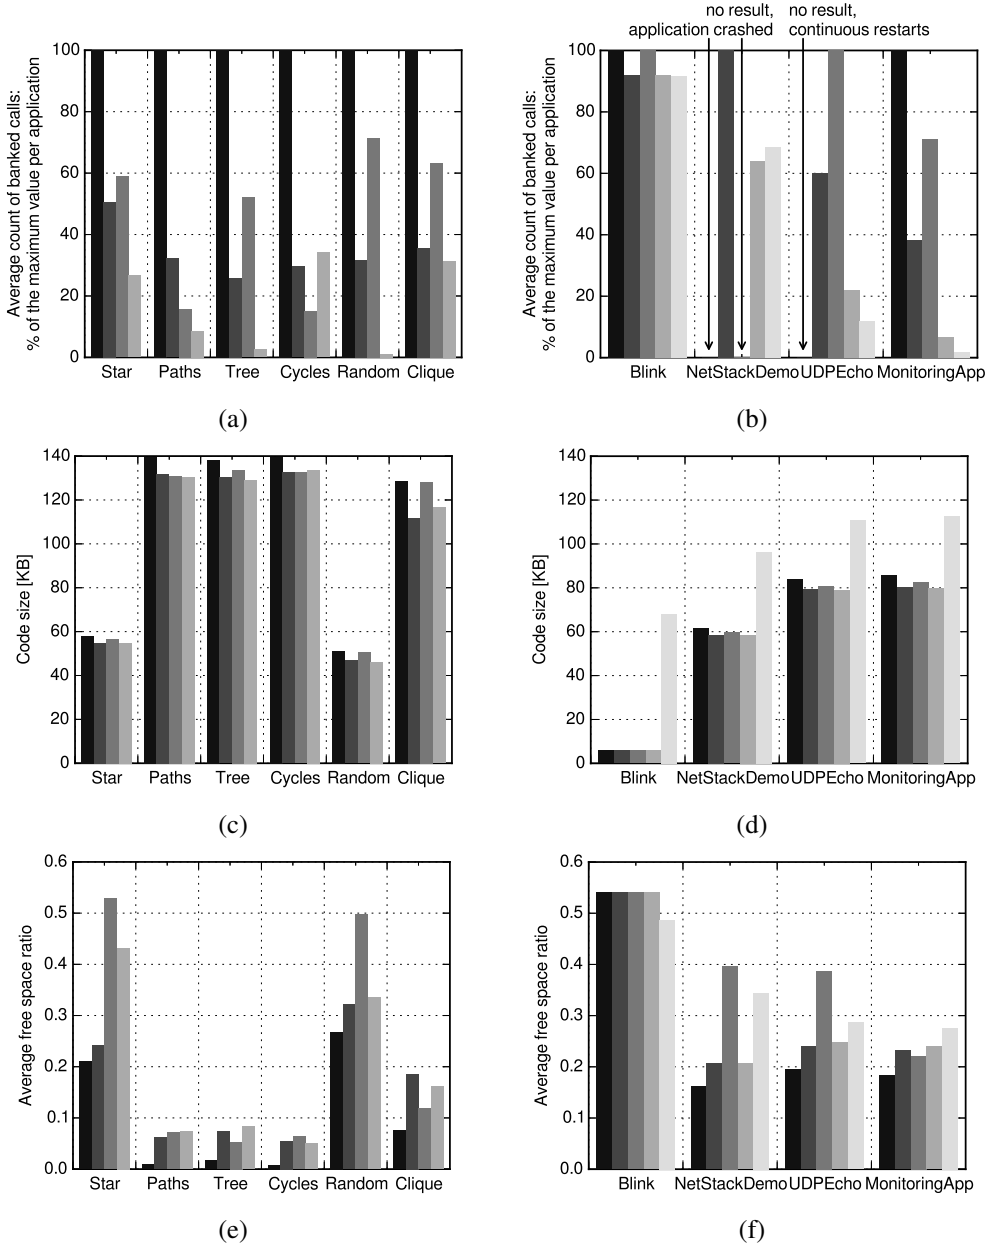 no result,
application crashed
no result,
continuous restarts
Average count of banked calls:
% of the maximum value per application
100
80
60
40
20
0
Star Paths Tree Cycles Random Clique
(a)
Average count of banked calls:
% of the maximum value per application
100
80
60
40
20
0
Blink NetStackDemo UDPEcho MonitoringApp
(b)
Code size [KB]
140
120
100
80
60
40
20
0
Star Paths Tree Cycles Random Clique
(c)
Code size [KB]
140
120
100
80
60
40
20
0
Blink NetStackDemo UDPEcho MonitoringApp
(d)
Average free space ratio
0.6
0.5
0.4
0.3
0.2
0.1
0.0
Star Paths Tree Cycles Random Clique
(e)
Average free space ratio
0.6
0.5
0.4
0.3
0.2
0.1
0.0
Blink NetStackDemo UDPEcho MonitoringApp
(f)